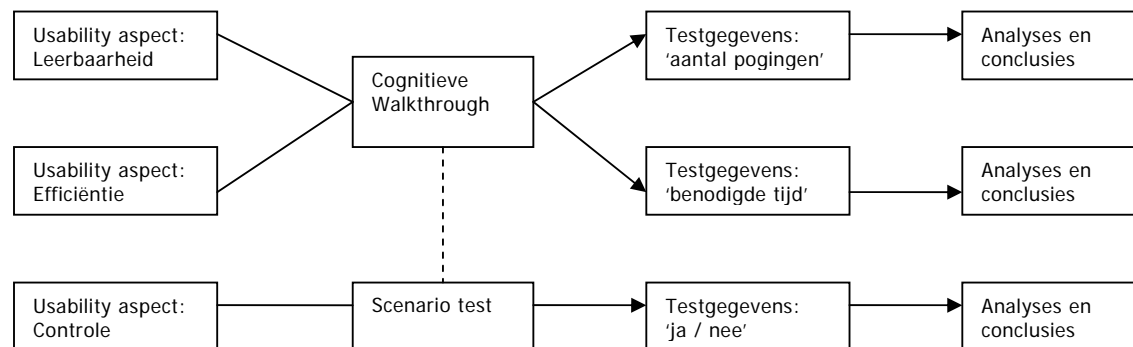 Usability aspect:
Leerbaarheid
Cognitieve
Walkthrough
Testgegevens:
‘aantal pogingen’
Analyses en
conclusies
Usability aspect:
Efficiëntie
Testgegevens:
‘benodigde tijd’
Analyses en
conclusies
Usability aspect:
Controle
Scenario test
Testgegevens:
‘ja / nee’
Analyses en
conclusies